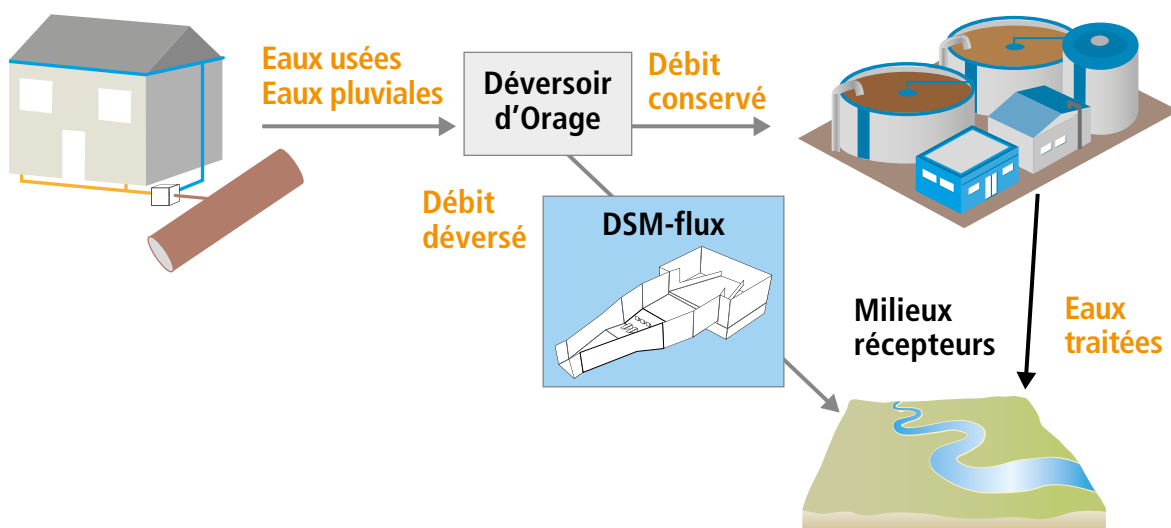 Eaux usées
Eaux pluviales
Déversoir
d'Orage
Débit
conservé
Débit
déversé
DSM-flux
Milieux
récepteurs
Eaux
traitées